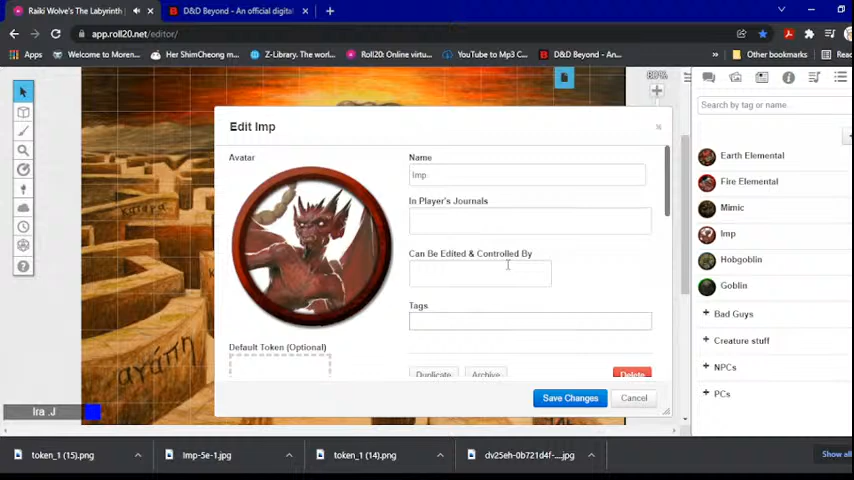 Raiki Wolve's The Labyrinth |
D&D Beyond - An official digital
app.roll20.net/editor/
Apps
Welcome to Moren...
Her ShimCheong m...
Z-Library. The worl...
Roll20: Online virtu...
YouTube to Mp3 C...
D&D Beyond - An...
»
Other bookmarks
80%
Search by tag or name.
Edit Imp
×
Avatar
Name
Imp
In Player's Journals
Can Be Edited & Controlled By
Tags
Default Token (Optional)
Duplicate
Archive
Delete
Save Changes
Cancel
Earth Elemental
Fire Elemental
Mimic
Imp
Hobgoblin
Goblin
+ Bad Guys
+ Creature stuff
+ NPCs
+ PCs
αγάπη
Ira .J
token_1 (15).png
Imp-5e-1.jpg
token_1 (14).png
dv25eh-0b721d4f-....jpg
Show all